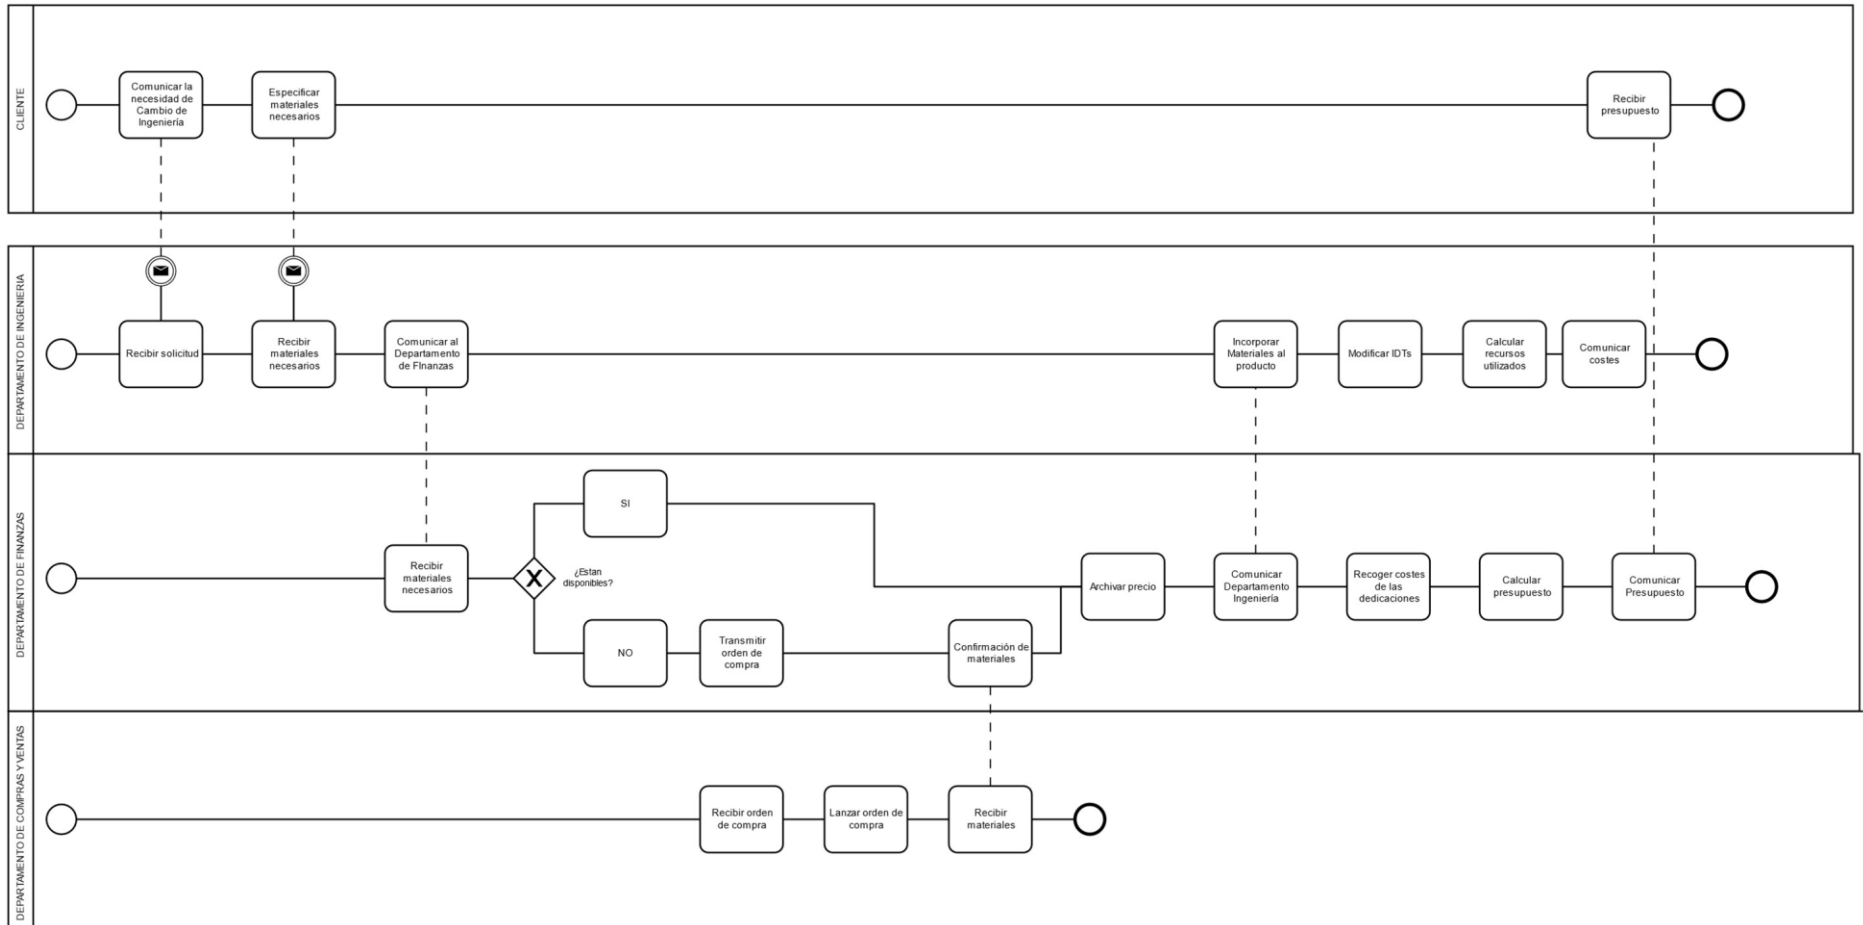 CLIENTE
Comunicar la
necesidad de
Cambio de
Ingeniería
Especificar
materiales
necesarios
Recibir
presupuesto
DEPARTAMENTO DE INGENIERIA
Recibir solicitud
Recibir
materiales
necesarios
Comunicar al
Departamento
de FInanzas
Incorporar
Materiales al
producto
Modificar IDTs
Calcular
recursos
utilizados
Comunicar
costes
DEPARTAMENTO DE FINANZAS
Recibir
materiales
necesarios
¿Estan
disponibles?
SI
NO
Transmitir
orden de
compra
Confirmación de
materiales
Archivar precio
Comunicar
Departamento
Ingeniería
Recoger costes
de las
dedicaciones
Calcular
presupuesto
Comunicar
Presupuesto
DEPARTAMENTO DE COMPRAS Y VENTAS
Recibir orden
de compra
Lanzar orden de
compra
Recibir
materiales